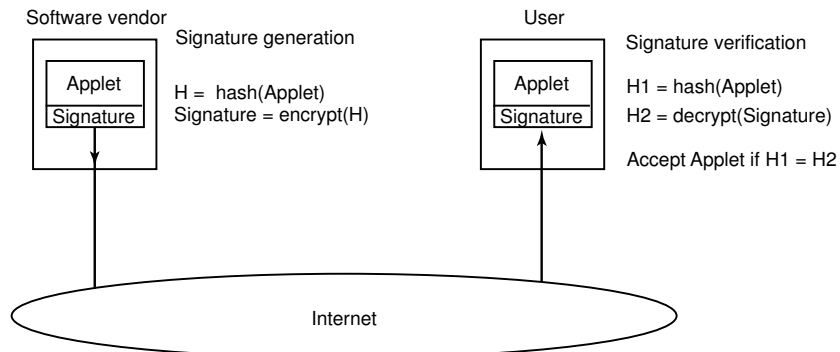 Software vendor
Signature generation
Applet
Signature
H = hash(Applet)
Signature = encrypt(H)
User
Signature verification
Applet
Signature
H1 = hash(Applet)
H2 = decrypt(Signature)
Accept Applet if H1 = H2
Internet